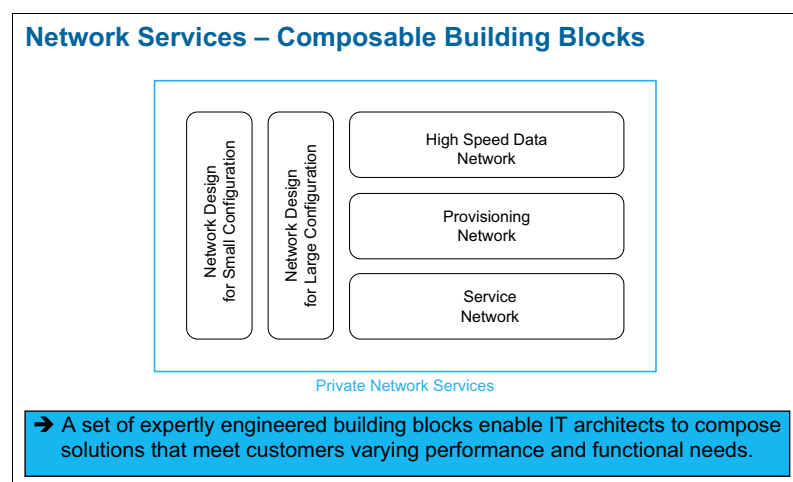 Network Services – Composable Building Blocks
Network Design
for Small Configuration
Network Design
for Large Configuration
High Speed Data
Network
Provisioning
Network
Service
Network
Private Network Services
➔ A set of expertly engineered building blocks enable IT architects to compose
solutions that meet customers varying performance and functional needs.